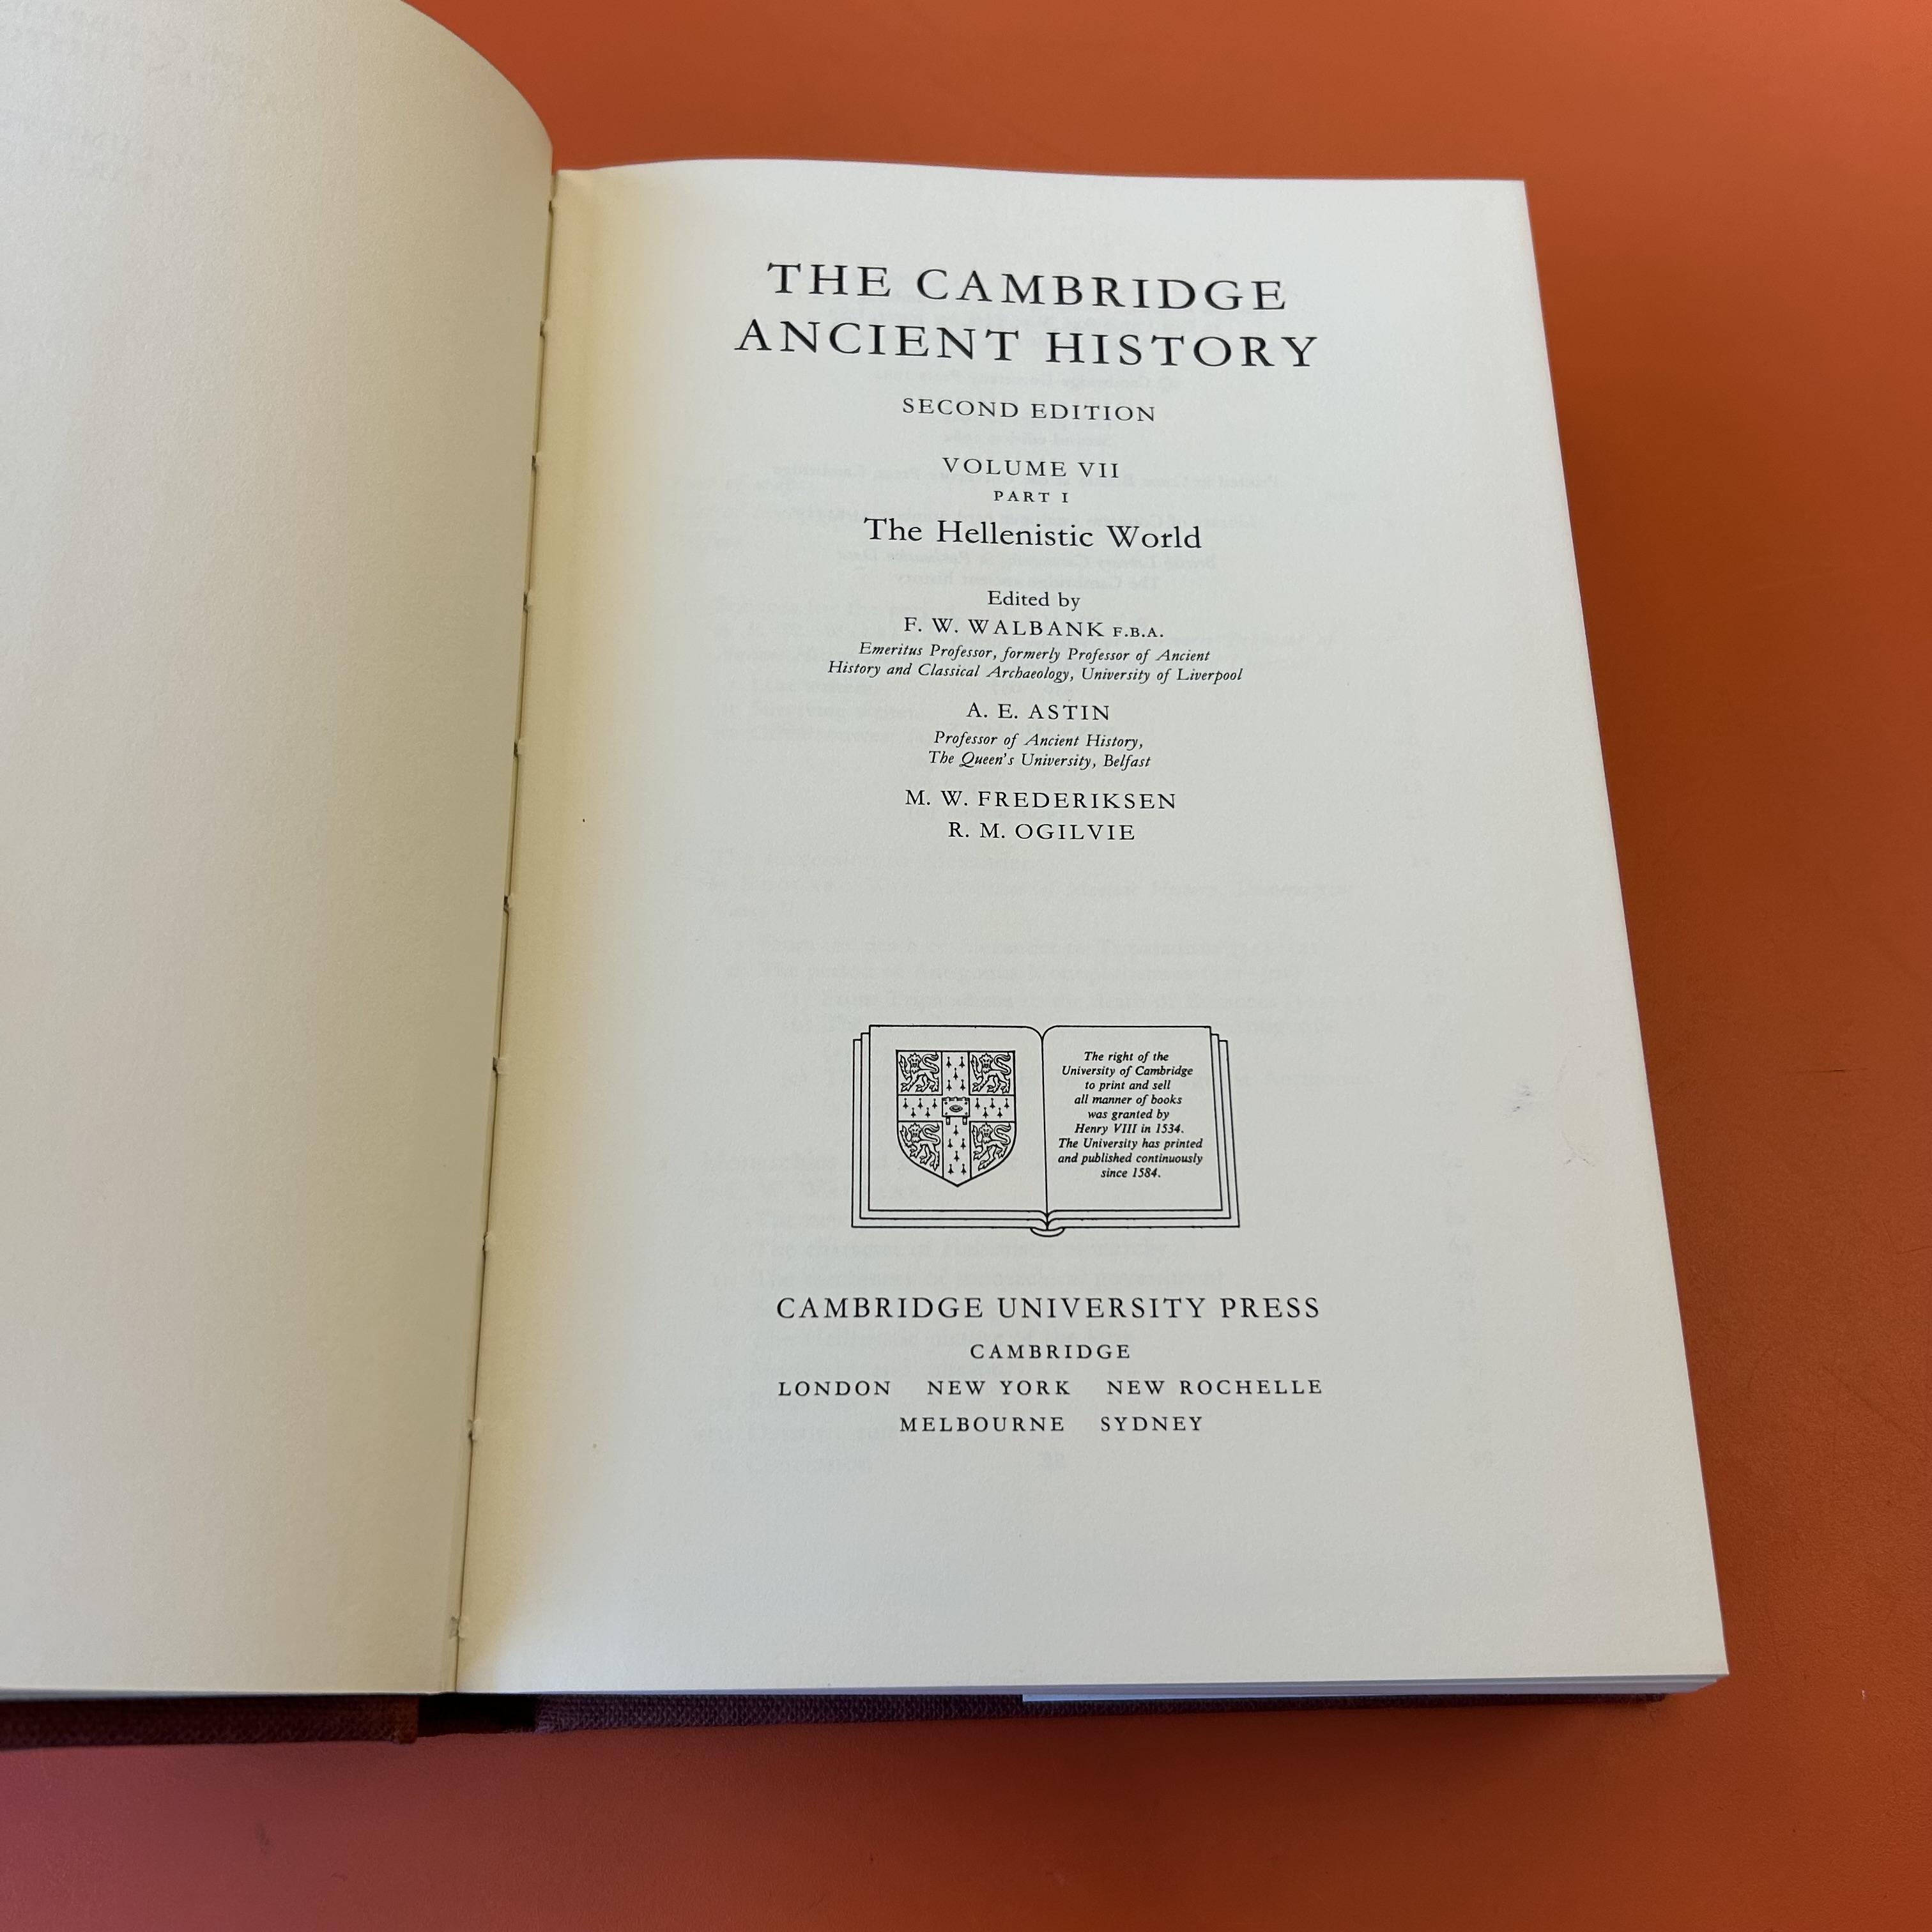 THE CAMBRIDGE
ANCIENT HISTORY
SECOND EDITION
VOLUME VII
PART I
The Hellenistic World
Edited by
F. W. WALBANK F.B.A.
Emeritus Professor, formerly Professor of Ancient
History and Classical Archaeology, University of Liverpool
A. E. ASTIN
Professor of Ancient History,
The Queen's University, Belfast
M. W. FREDERIKSEN
R. M. OGILVIE
The right of the
University of Cambridge
to print and sell
all manner of books
was granted by
Henry VIII in 1534.
The University has printed
and published continuously
since 1584.
CAMBRIDGE UNIVERSITY PRESS
CAMBRIDGE
LONDON NEW YORK NEW ROCHELLE
MELBOURNE SYDNEY